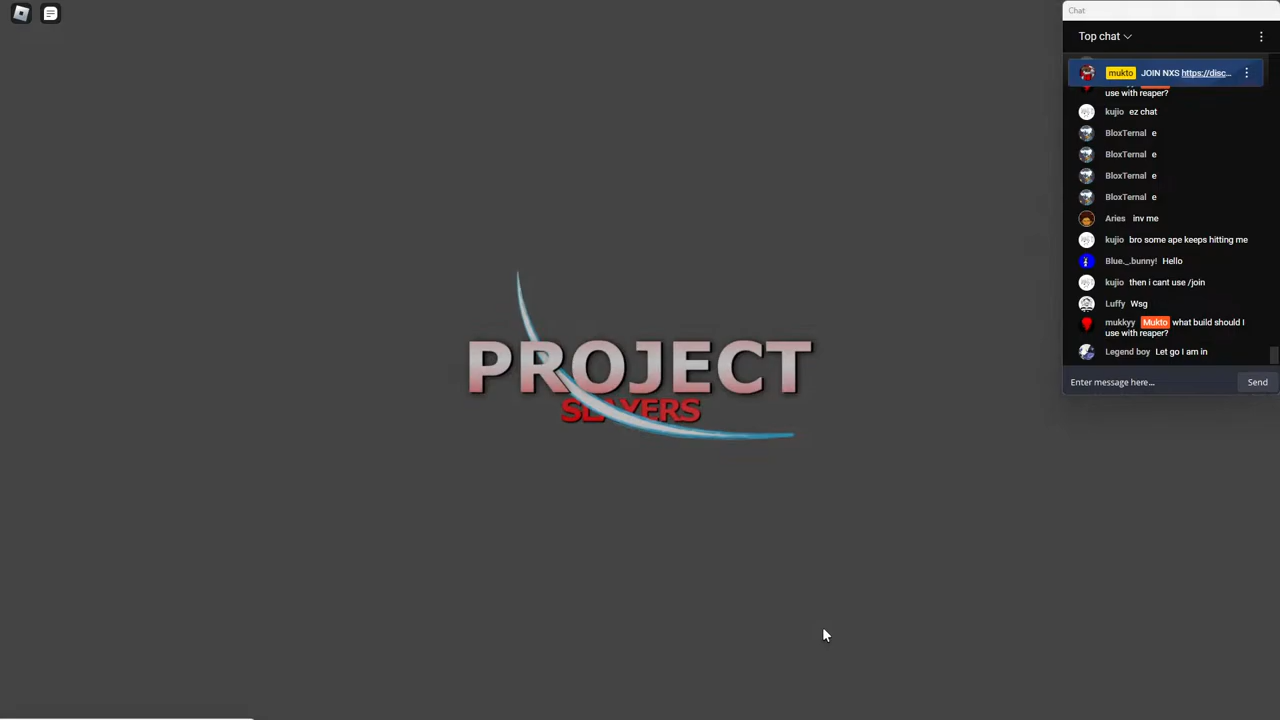 Chat
Top chat
mukto JOIN NXS https://disc...
use with reaper?
kujio ez chat
BloxTernal e
BloxTernal e
BloxTernal e
BloxTernal e
Aries inv me
kujio bro some ape keeps hitting me
Blue._.bunny! Hello
kujio then i cant use /join
Luffy Wsg
mukkyy Mukto what build should I
use with reaper?
Legend boy Let go I am in
Enter message here...
Send
PROJECT
SLAYERS